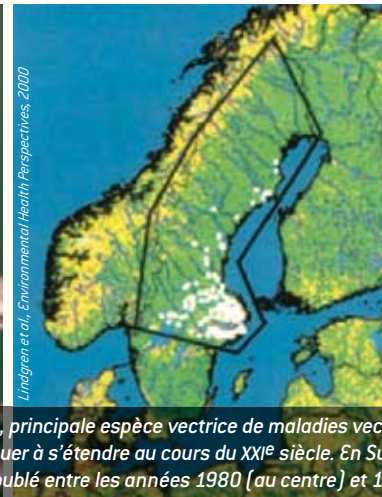 Lindgren et al., Environmental Health Perspectives, 2000
, principale espèce vectrice de maladies vec
uer à s'étendre au cours du XXIe siècle. En Su
oublé entre les années 1980 (au centre) et 1